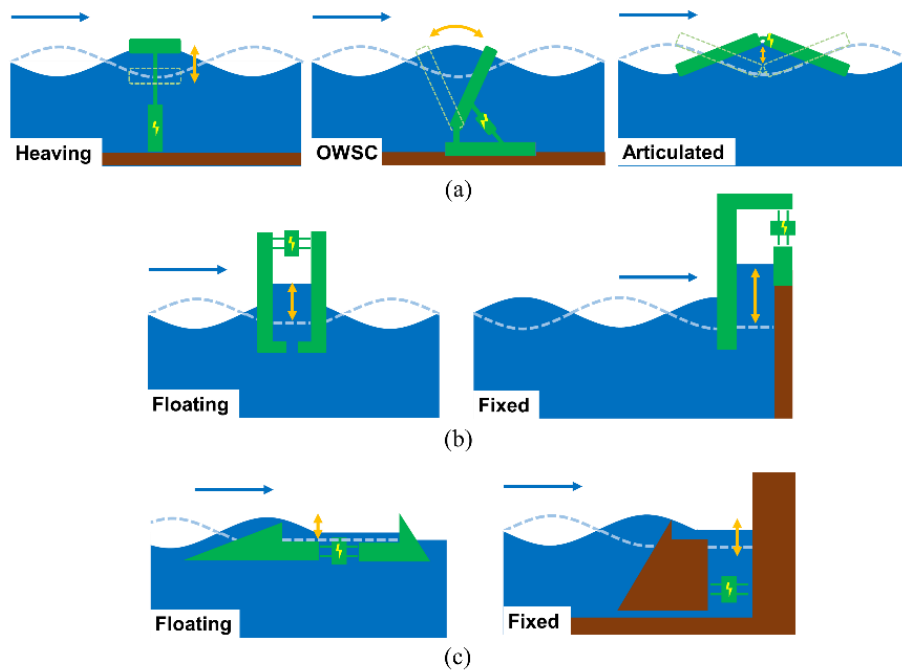 Heaving
OWSC
Articulated
(a)
Floating
Fixed
(b)
Floating
Fixed
(c)